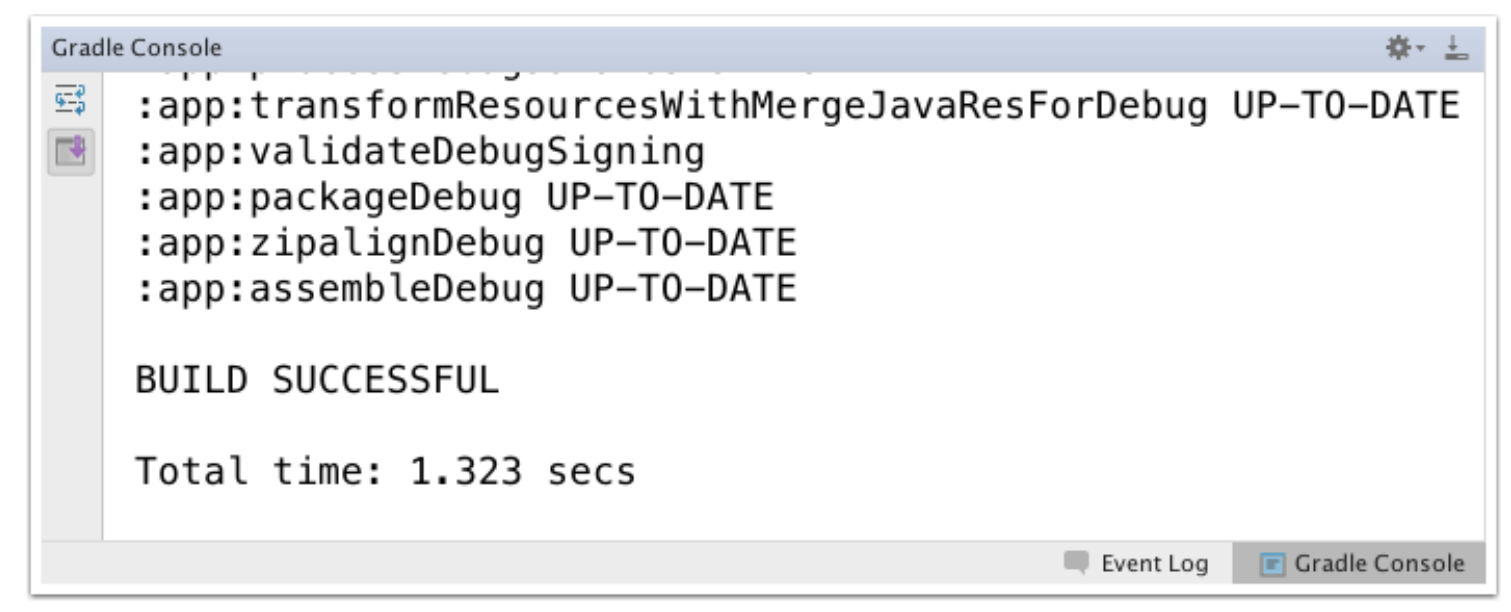 Gradle Console
:app:transformResourcesWithMergeJavaResForDebug UP-TO-DATE
:app:validateDebugSigning
:app:packageDebug UP-TO-DATE
:app:zipalignDebug UP-TO-DATE
:app:assembleDebug UP-TO-DATE
BUILD SUCCESSFUL
Total time: 1.323 secs
Event Log Gradle Console